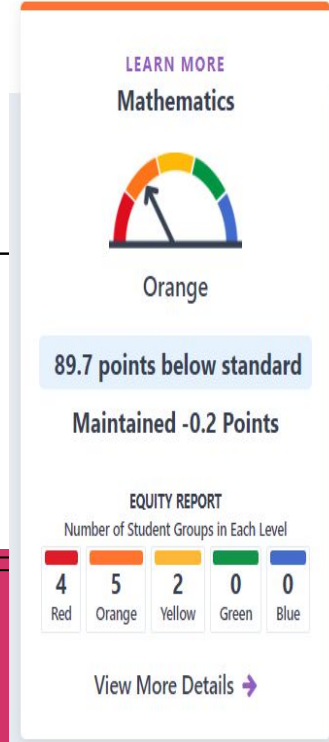 LEARN MORE
Mathematics
Orange
89.7 points below standard
Maintained -0.2 Points
EQUITY REPORT
Number of Student Groups in Each Level
4 5 2 0 0
Red Orange Yellow Green Blue
View More Details